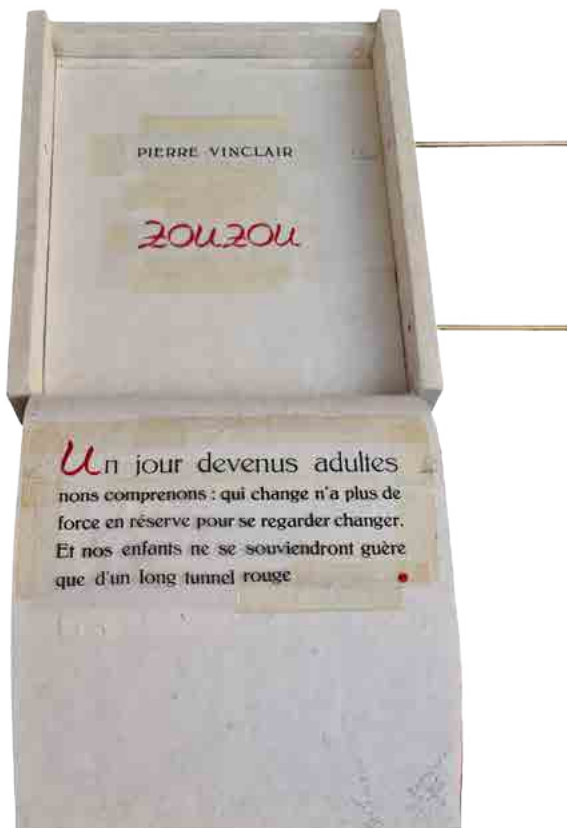 PIERRE VINCLAIR
ZOUZOU
Un jour devenus adultes
nons comprenons : qui change n'a plus de
force en réserve pour se regarder changer.
Et nos enfants ne se souviendront guère
que d'un long tunnel rouge